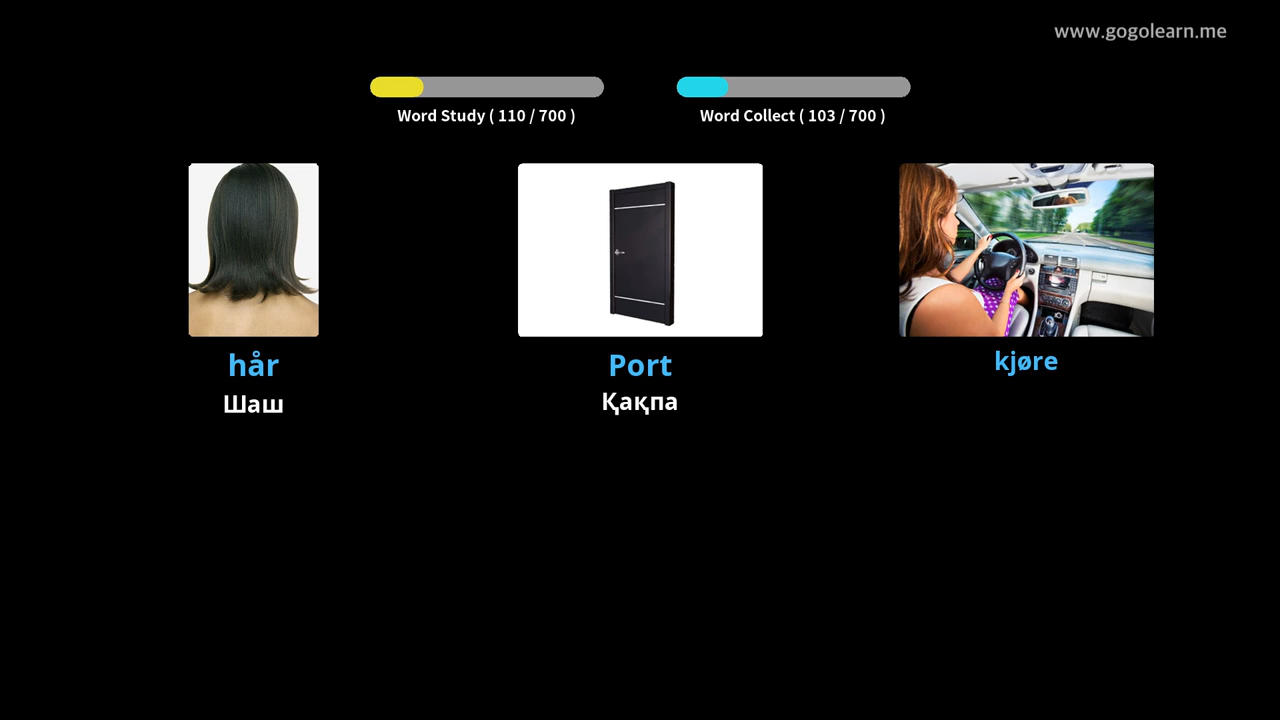 www.gogolearn.me
Word Study ( 110 / 700 )
Word Collect ( 103 / 700 )
hår
Шаш
Port
Қақпа
kjøre